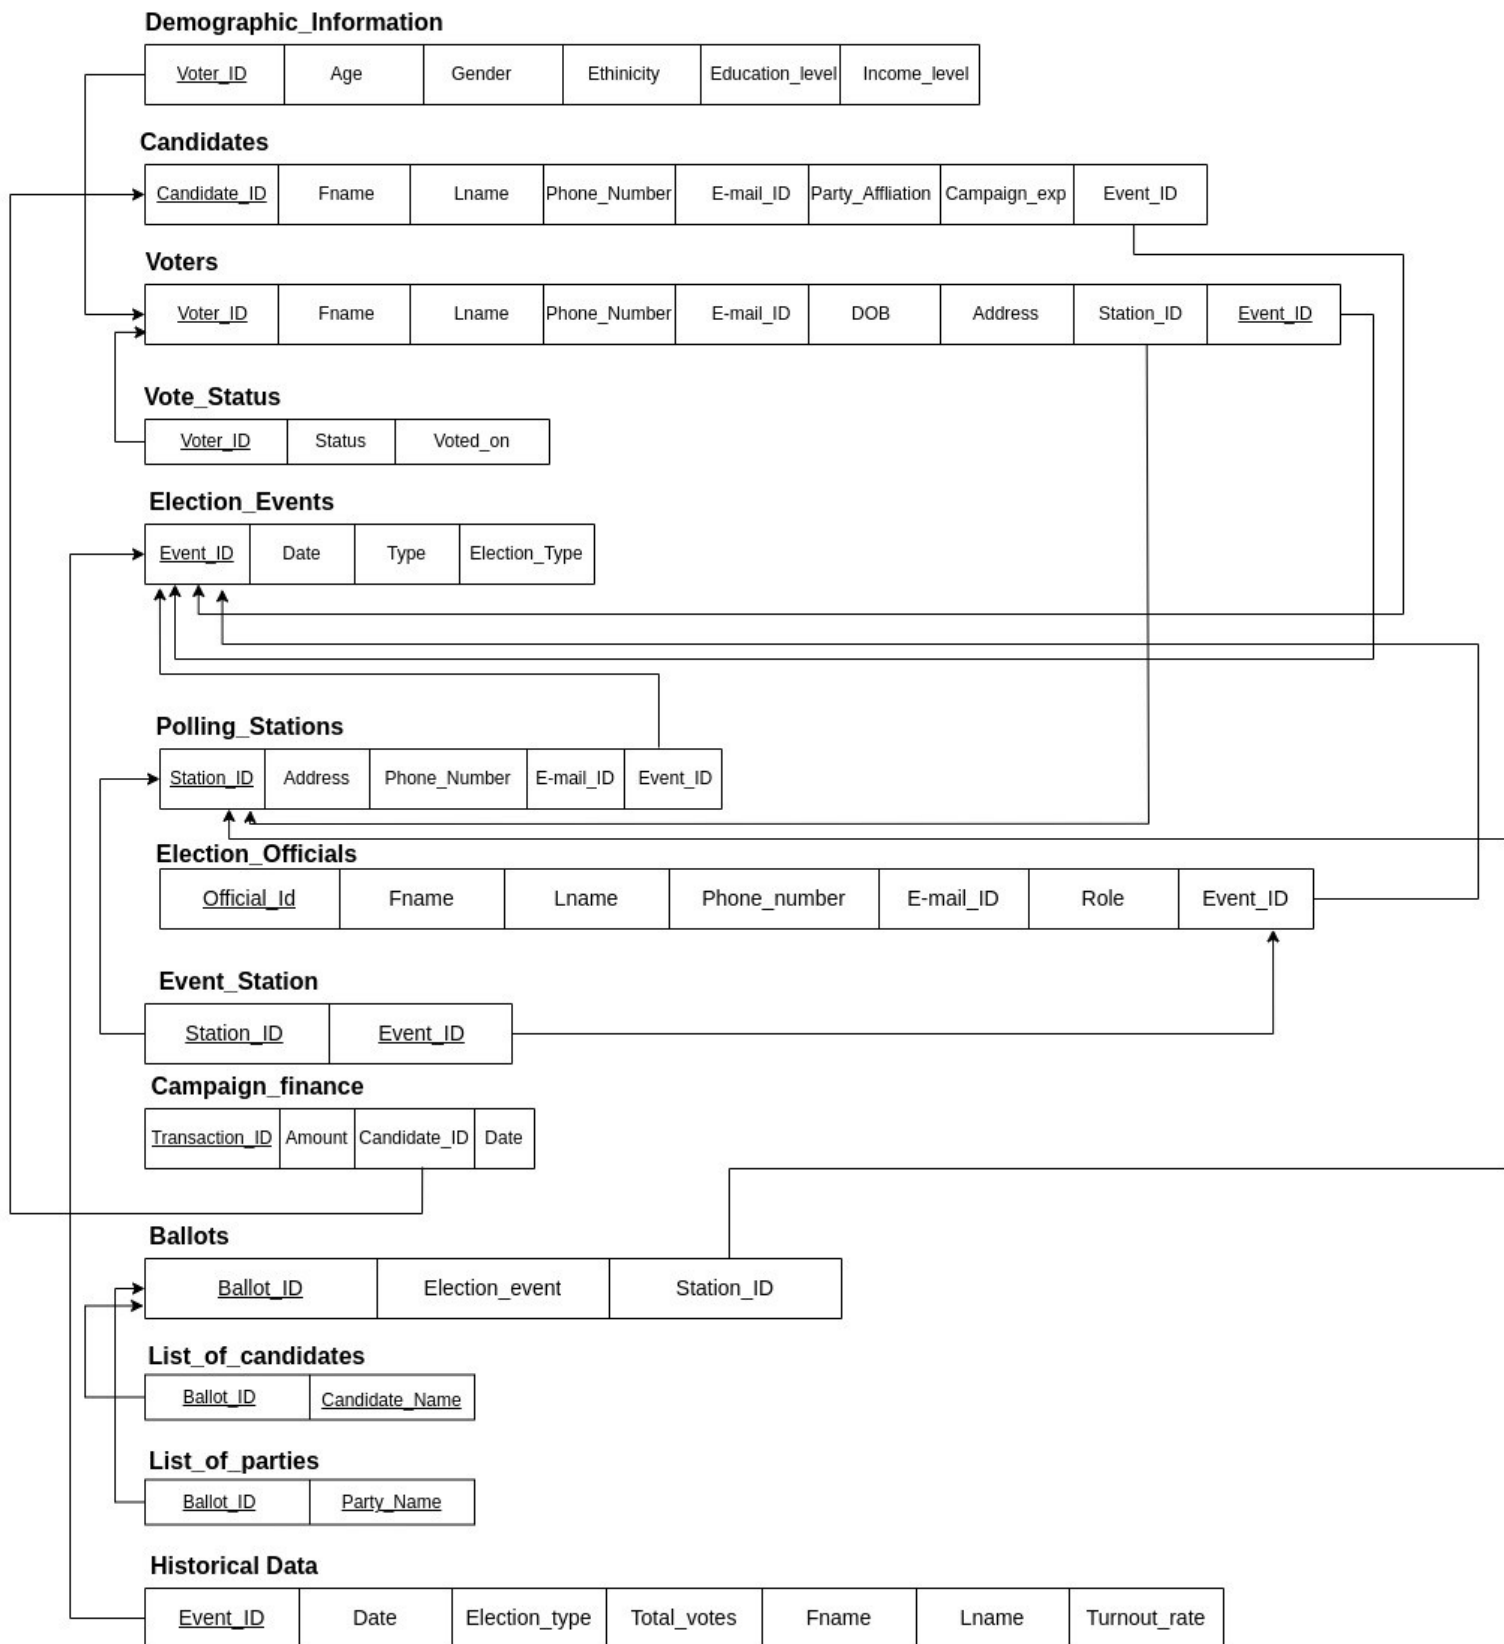 Demographic_Information
Voter_ID Age Gender Ethinicity Education_level Income_level
Candidates
Candidate_ID Fname Lname Phone_Number E-mail_ID Party_Affliation Campaign_exp Event_ID
Voters
Voter_ID Fname Lname Phone_Number E-mail_ID DOB Address Station_ID Event_ID
Vote_Status
Voter_ID Status Voted_on
Election_Events
Event_ID Date Type Election_Type
Polling_Stations
Station_ID Address Phone_Number E-mail_ID Event_ID
Election_Officials
Official_Id Fname Lname Phone_number E-mail_ID Role Event_ID
Event_Station
Station_ID Event_ID
Campaign_finance
Transaction_ID Amount Candidate_ID Date
Ballots
Ballot_ID Election_event Station_ID
List_of_candidates
Ballot_ID Candidate_Name
List_of_parties
Ballot_ID Party_Name
Historical Data
Event_ID Date Election_type Total_votes Fname Lname Turnout_rate